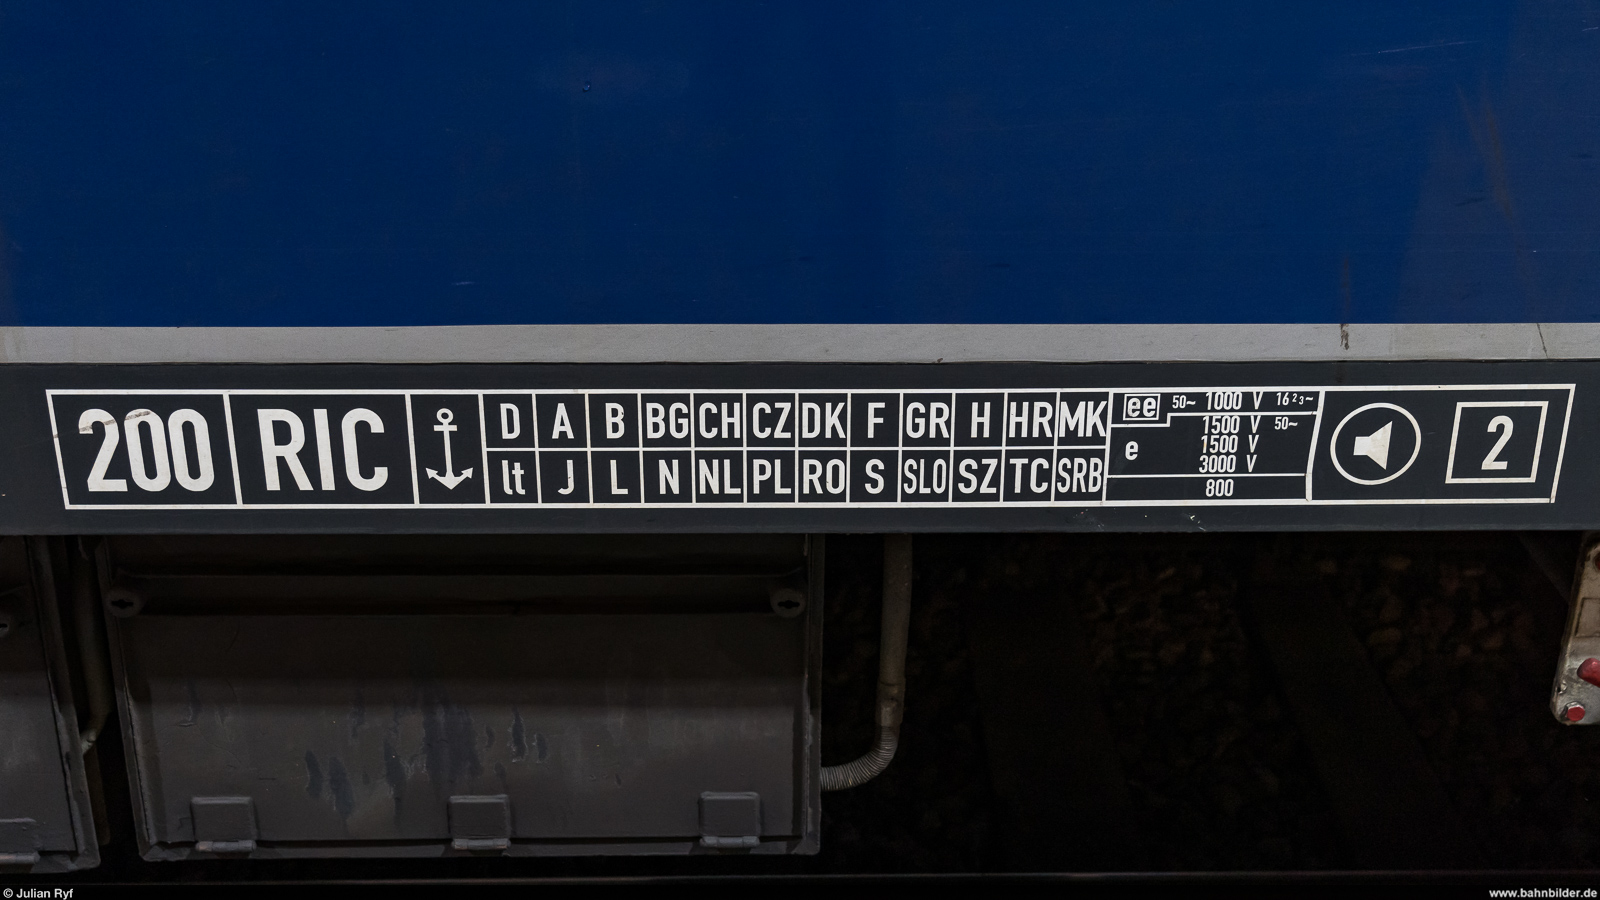 200 RIC
D A B BG CH CZ DK F GR H HR MK
It J L N NL PL RO S SLO SZ TC SRB
ee 50~ 1000 V 16 2 3~
1500 V 50~
e 1500 V
3000 V
800
2
© Julian Ryf
www.bahnbilder.de